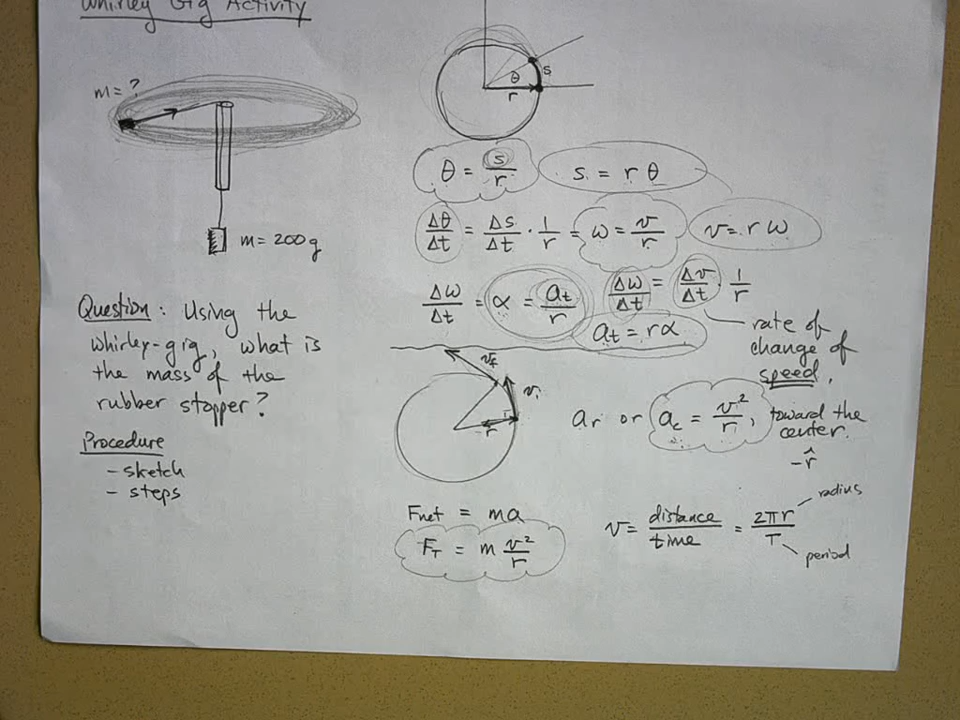 Whirley Gig Activity
m = ?
m = 200g
Question: Using the
whirley-gig, what is
the mass of the
rubber stopper?
Procedure
- sketch
- steps
θ
s
r
θ = s/r
s = r θ
Δθ/Δt = Δs/Δt · 1/r = ω = v/r
v = r ω
Δω/Δt = α = at/r
Δω/Δt = Δv/Δt · 1/r
at = rα
rate of
change of
speed.
vf
vi
r
ar or ac = v²/r, toward the
center.
-r̂
Fnet = ma
FT = m v²/r
v = distance/time = 2πr/T
radius
period